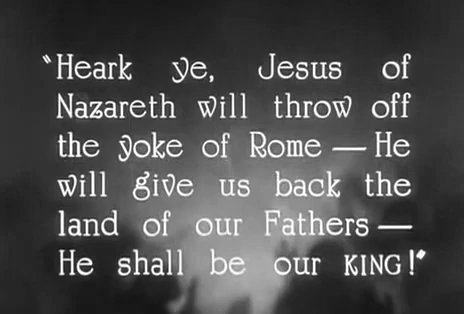 "Heark ye, Jesus of
Nazareth will throw off
the yoke of Rome — He
will give us back the
land of our Fathers —
He shall be our KING!"